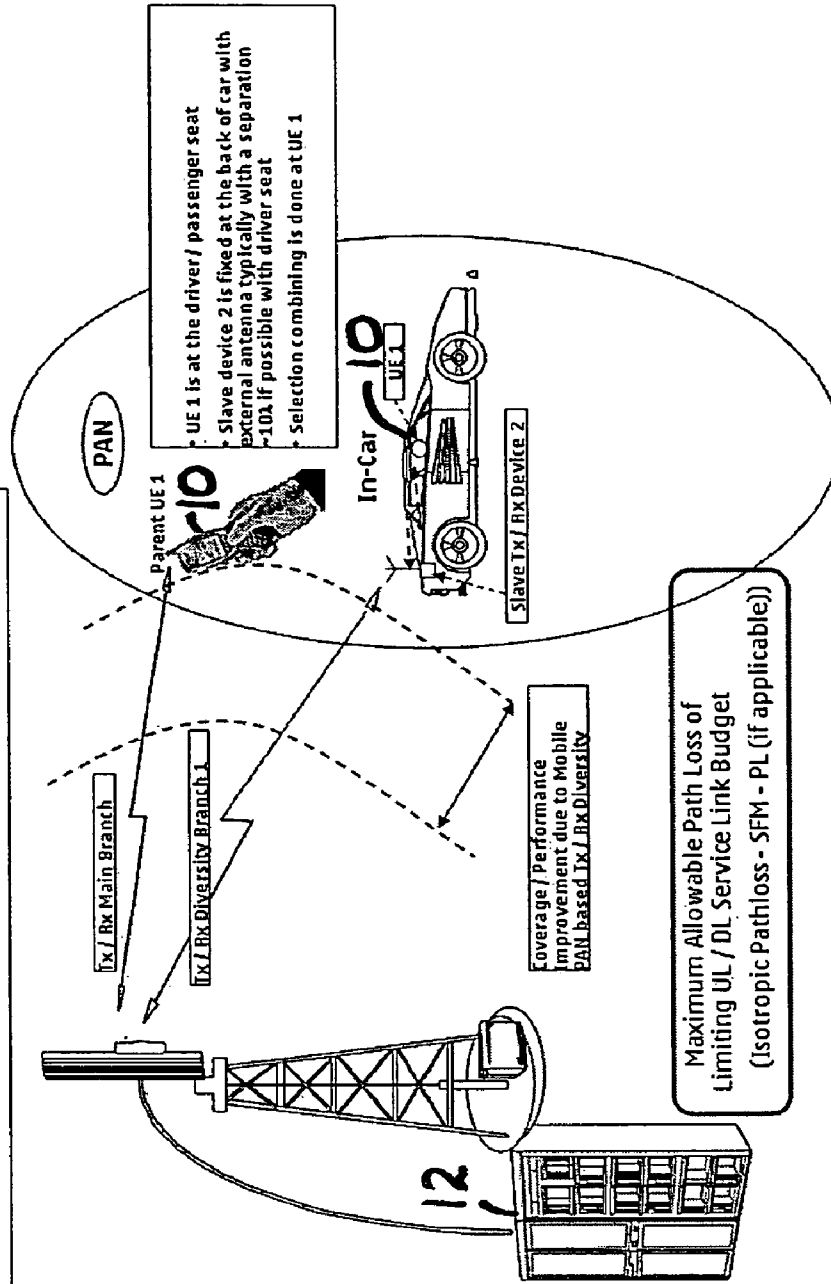 PAN
• UE 1 is at the driver / passenger seat
• Slave device 2 is fixed at the back of car with
external antenna typically with a separation
~10λ if possible with driver seat
• Selection combining is done at UE 1
Parent UE 1
10
In-Car
10
UE 1
Slave Tx / Rx Device 2
Tx / Rx Main Branch
Tx / Rx Diversity Branch 1
Coverage / Performance
Improvement due to Mobile
PAN based Tx / Rx Diversity
12
Maximum Allowable Path Loss of
Limiting UL / DL Service Link Budget
(Isotropic Pathloss - SFM - PL (if applicable))